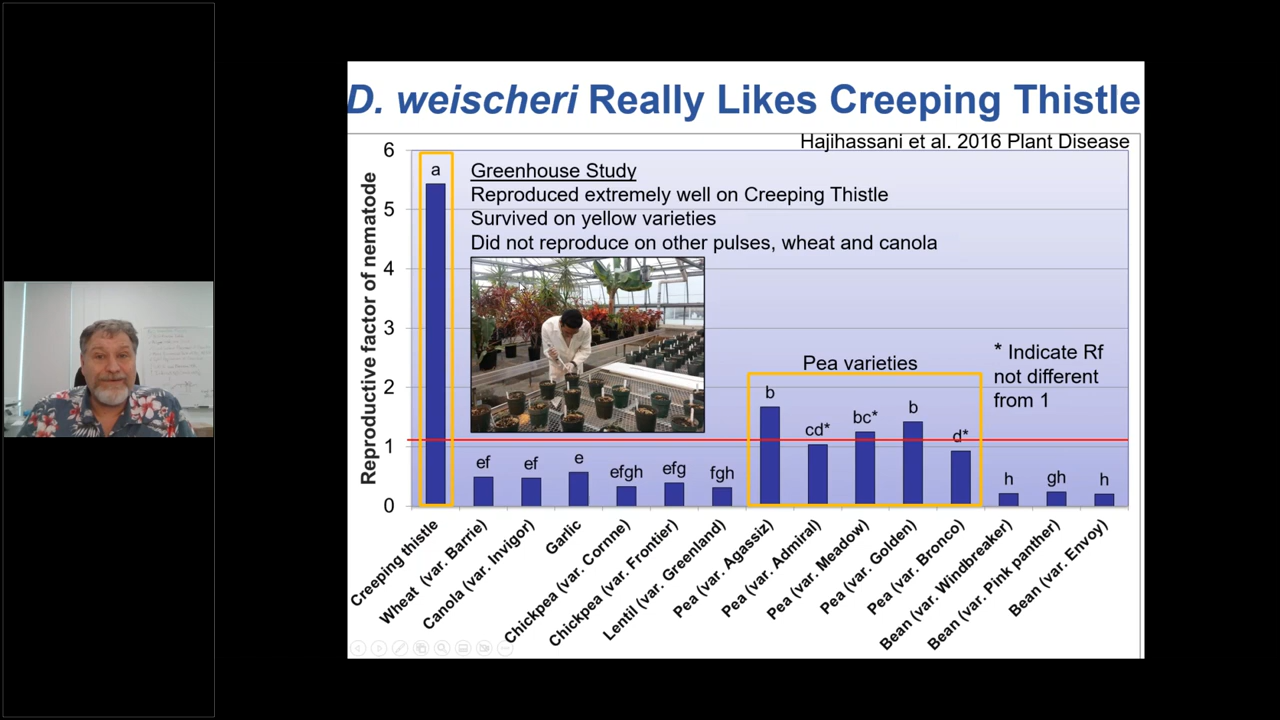 D. weischeri Really Likes Creeping Thistle
Hajihassani et al. 2016 Plant Disease
Reproductive factor of nematode
6
5
4
3
2
1
0
Greenhouse Study
Reproduced extremely well on Creeping Thistle
Survived on yellow varieties
Did not reproduce on other pulses, wheat and canola
Pea varieties
* Indicate Rf
not different
from 1
a
ef
ef
e
efgh
efg
fgh
b
cd*
bc*
b
d*
h
gh
h
Creeping thistle
Wheat (var. Barrie)
Canola (var. Invigor)
Garlic
Chickpea (var. Cornne)
Chickpea (var. Frontier)
Lentil (var. Greenland)
Pea (var. Agassiz)
Pea (var. Admiral)
Pea (var. Meadow)
Pea (var. Golden)
Pea (var. Bronco)
Bean (var. Windbreaker)
Bean (var. Pink panther)
Bean (var. Envoy)